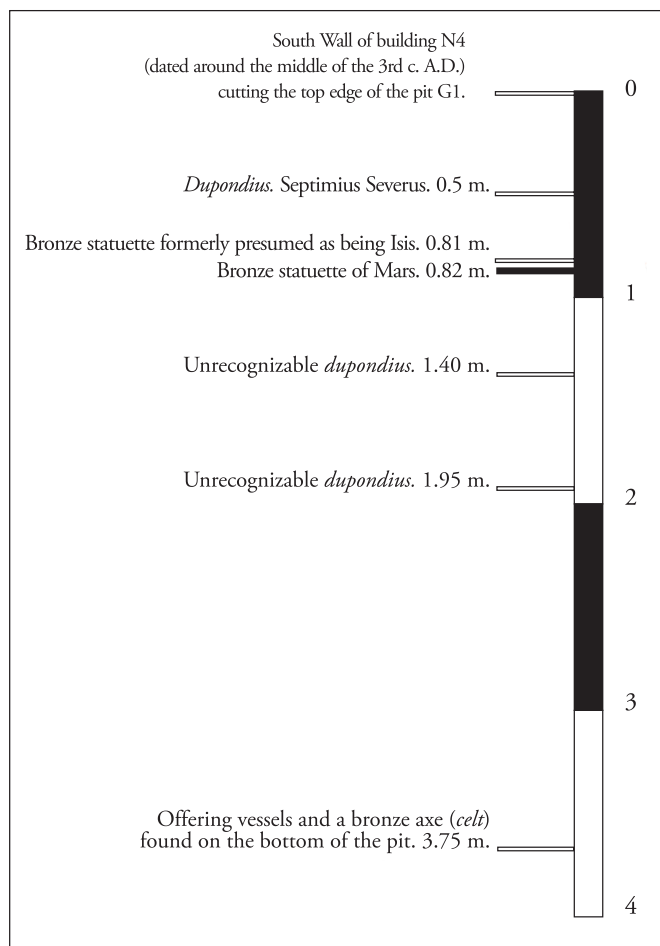 South Wall of building N4
(dated around the middle of the 3rd c. A.D.)
cutting the top edge of the pit G1.
0
Dupondius. Septimius Severus. 0.5 m.
Bronze statuette formerly presumed as being Isis. 0.81 m.
Bronze statuette of Mars. 0.82 m.
1
Unrecognizable dupondius. 1.40 m.
Unrecognizable dupondius. 1.95 m.
2
3
Offering vessels and a bronze axe (celt)
found on the bottom of the pit. 3.75 m.
4